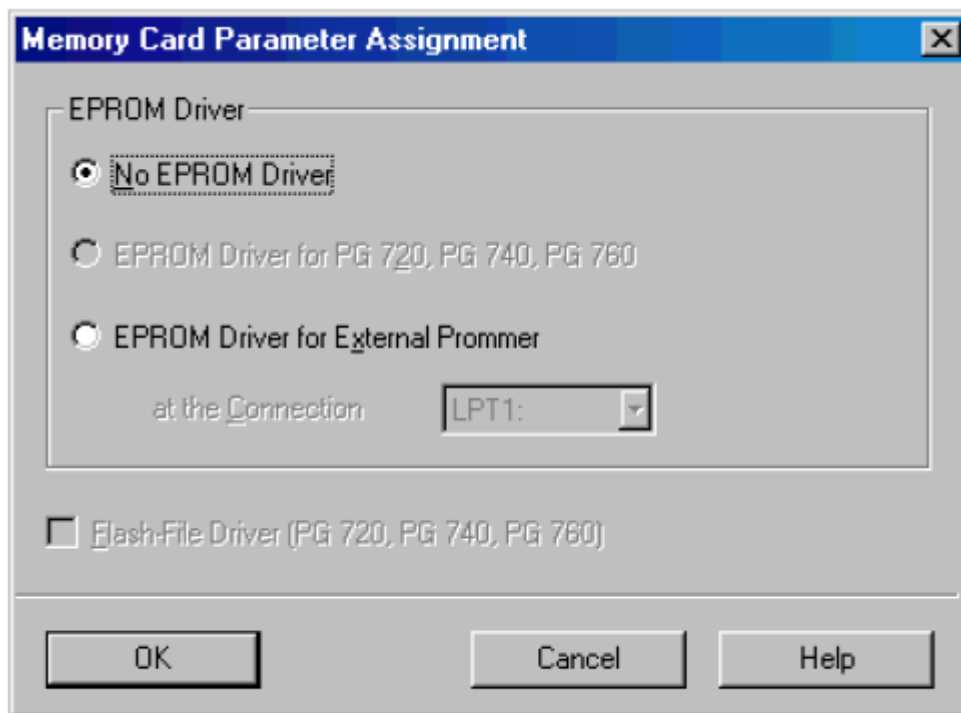 Memory Card Parameter Assignment
EPROM Driver
No EPROM Driver
EPROM Driver for PG 720, PG 740, PG 760
EPROM Driver for External Prommer
at the Connection LPT1:
Flash-File Driver (PG 720, PG 740, PG 760)
OK Cancel Help